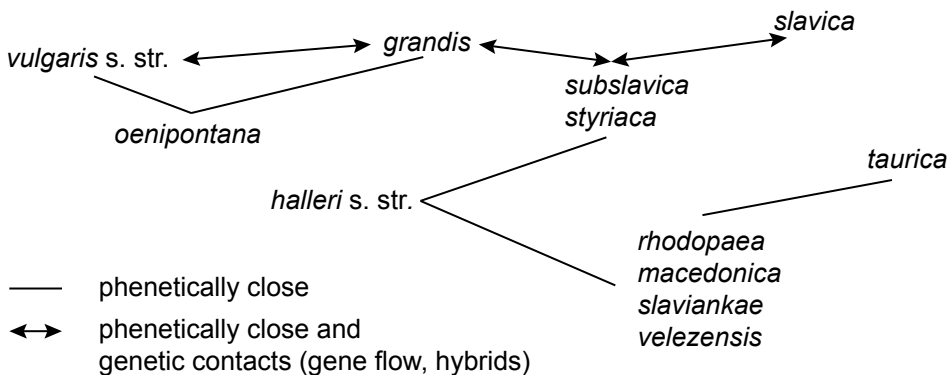 slavica
grandis
vulgaris s. str.
subslavica
styriaca
oenipontana
taurica
halleri s. str.
rhodopaea
macedonica
slaviankae
velezensis
phenetically close
phenetically close and
genetic contacts (gene flow, hybrids)